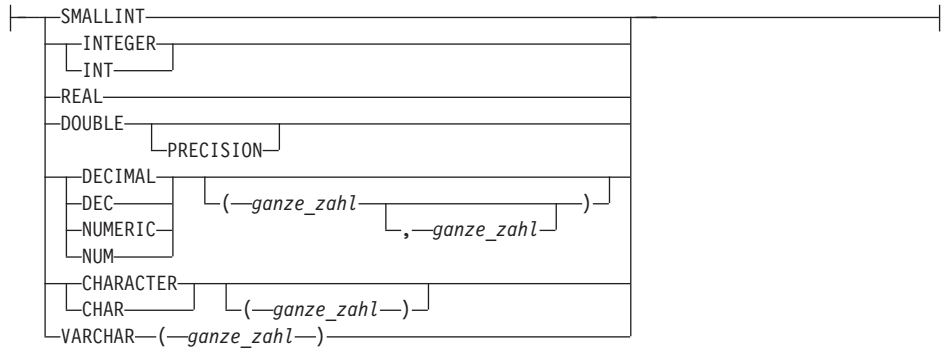 SMALLINT
INTEGER
INT
REAL
DOUBLE
PRECISION
DECIMAL
DEC ( ganze_zahl )
NUMERIC , ganze_zahl
NUM
CHARACTER
CHAR ( ganze_zahl )
VARCHAR ( ganze_zahl )